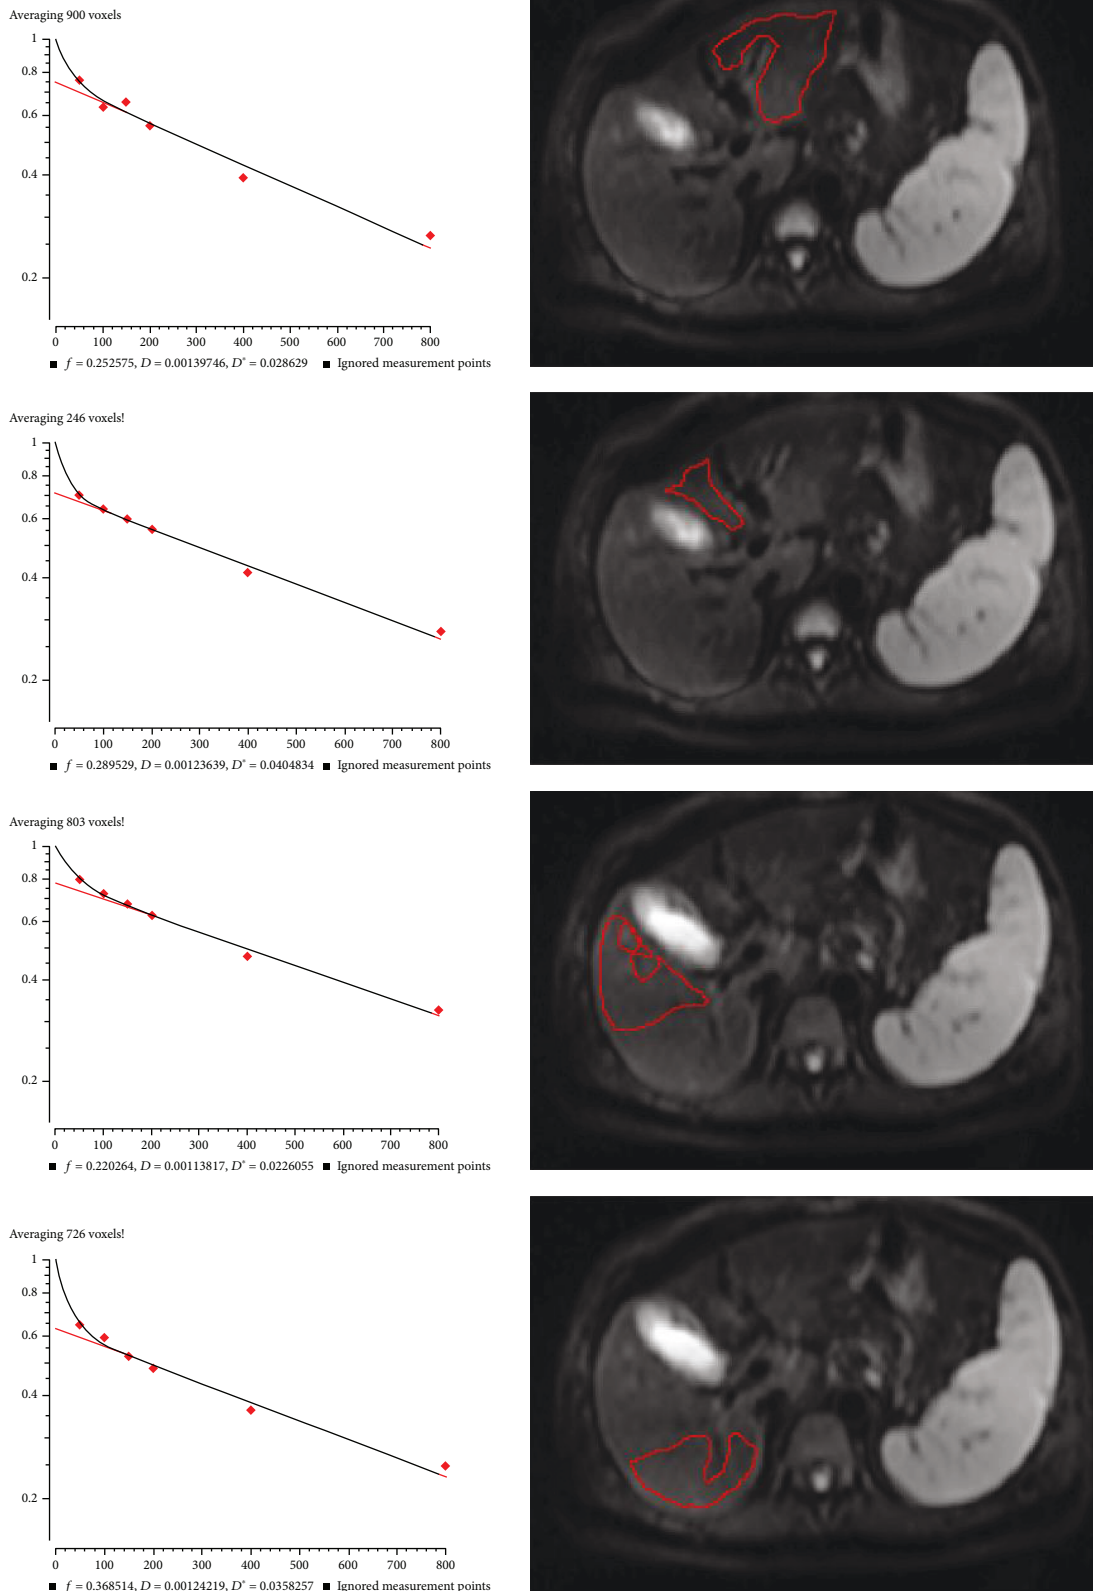 Averaging 900 voxels
1
0.8
0.6
0.4
0.2
0 100 200 300 400 500 600 700 800
f = 0.252575, D = 0.00139746, D* = 0.028629 Ignored measurement points
Averaging 246 voxels!
1
0.8
0.6
0.4
0.2
0 100 200 300 400 500 600 700 800
f = 0.289529, D = 0.00123639, D* = 0.0404834 Ignored measurement points
Averaging 803 voxels!
1
0.8
0.6
0.4
0.2
0 100 200 300 400 500 600 700 800
f = 0.220264, D = 0.00113817, D* = 0.0226055 Ignored measurement points
Averaging 726 voxels!
1
0.8
0.6
0.4
0.2
0 100 200 300 400 500 600 700 800
f = 0.368514, D = 0.00124219, D* = 0.0358257 Ignored measurement points